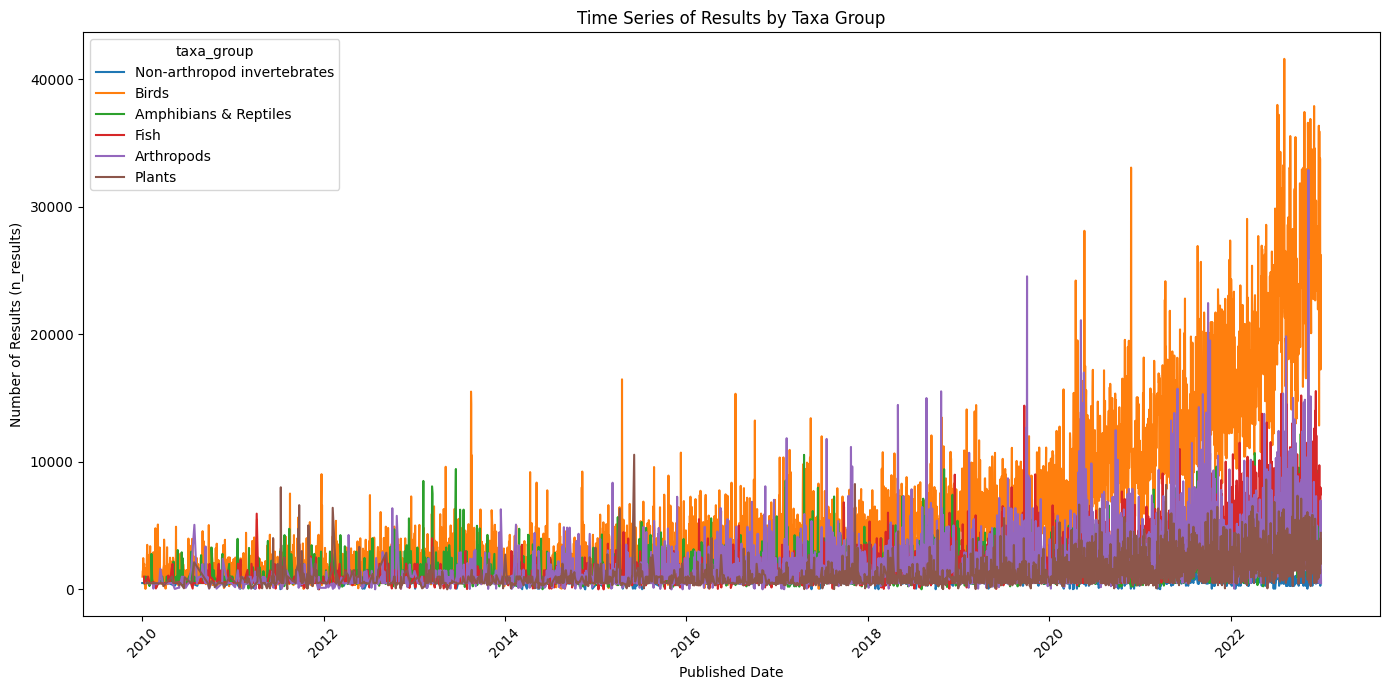 Time Series of Results by Taxa Group
taxa_group
Non-arthropod invertebrates
Birds
Amphibians & Reptiles
Fish
Arthropods
Plants
Number of Results (n_results)
40000
30000
20000
10000
0
2010
2012
2014
2016
2018
2020
2022
Published Date